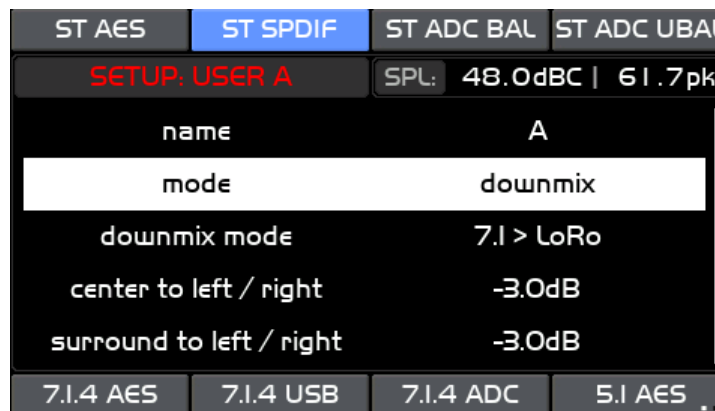 ST AES ST SPDIF ST ADC BAL ST ADC UBAL
SETUP: USER A SPL: 48.0dBC | 61.7pk
name A
mode downmix
downmix mode 7.1 > LoRo
center to left / right -3.0dB
surround to left / right -3.0dB
7.1.4 AES 7.1.4 USB 7.1.4 ADC 5.1 AES